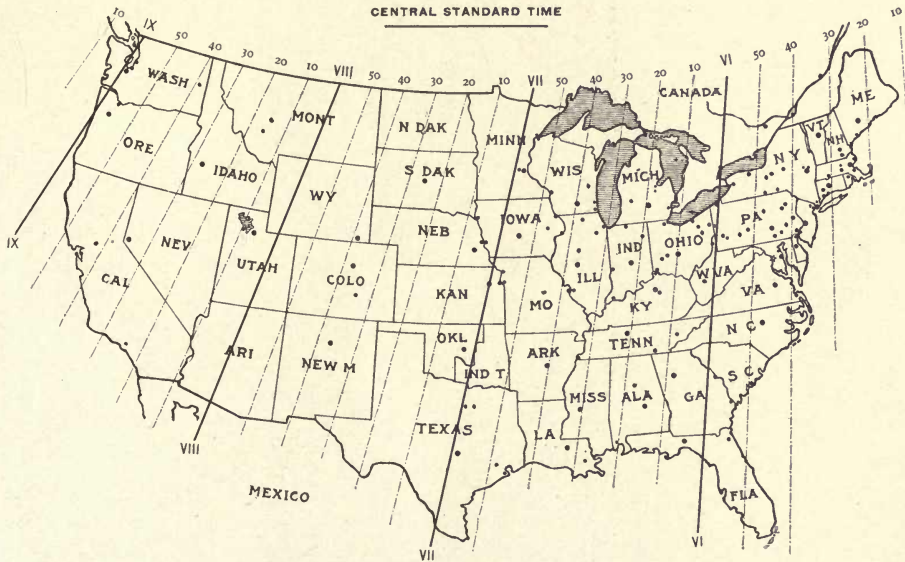 CENTRAL STANDARD TIME
10 IX 50 40 30 20 10 VIII 50 40 30 20 10 VII 50 40 30 20 10 VI 50 40 30 20 10
WASH
MONT
N DAK
MINN
CANADA
ME
VT
NH
ORE
IDAHO
WY
S DAK
WIS
MICH
N Y
IX
NEV
UTAH
COLO
NEB
IOWA
ILL
IND
OHIO
PA
W VA
CAL
KAN
MO
KY
VA
ARI
NEW M
OKL
IND T
ARK
TENN
N C
S C
TEXAS
LA
MISS
ALA
GA
VIII
MEXICO
FLA
VII
VI